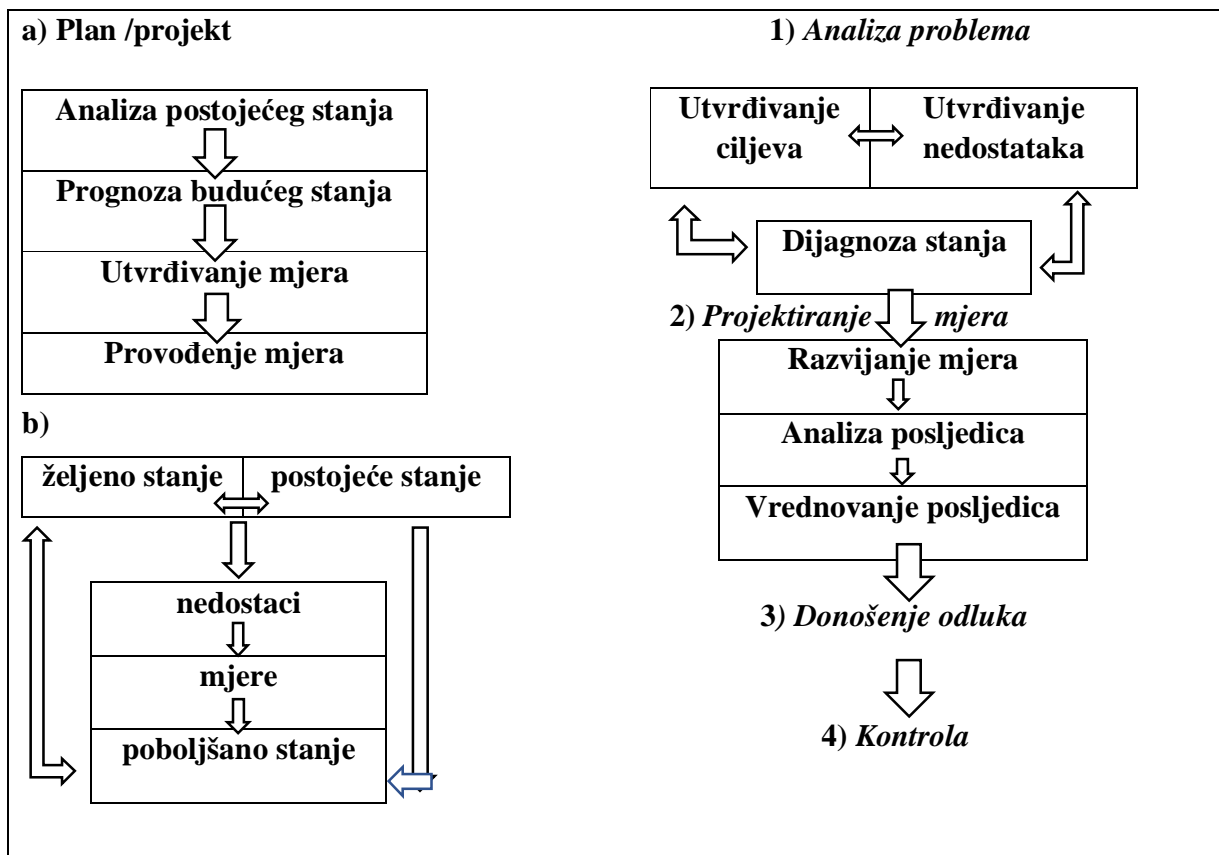 a) Plan /projekt
Analiza postojećeg stanja
Prognoza budućeg stanja
Utvrđivanje mjera
Provođenje mjera
b)
željeno stanje
postojeće stanje
nedostaci
mjere
poboljšano stanje
1) Analiza problema
Utvrđivanje
ciljeva
Utvrđivanje
nedostataka
Dijagnoza stanja
2) Projektiranje mjera
Razvijanje mjera
Analiza posljedica
Vrednovanje posljedica
3) Donošenje odluka
4) Kontrola